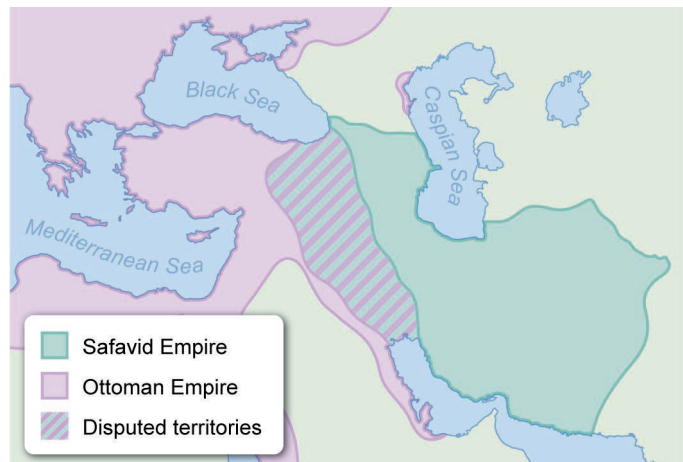 Black Sea
Caspian Sea
Mediterranean Sea
Safavid Empire
Ottoman Empire
Disputed territories